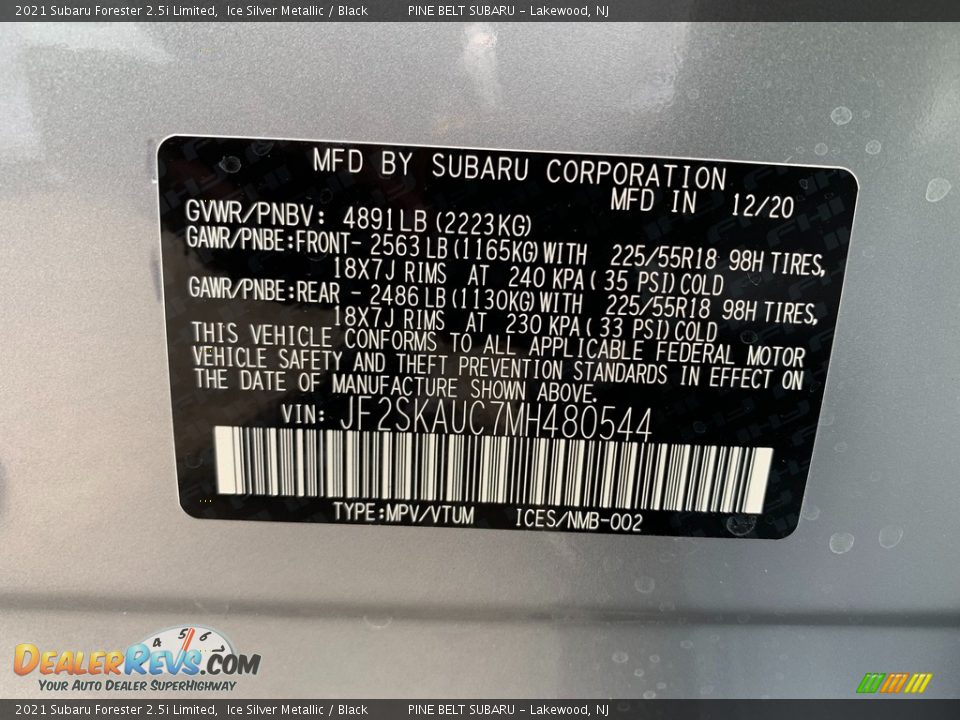 2021 Subaru Forester 2.5i Limited, Ice Silver Metallic / Black PINE BELT SUBARU - Lakewood, NJ
MFD BY SUBARU CORPORATION
MFD IN 12/20
GVWR/PNBV: 4891LB (2223KG)
GAWR/PNBE:FRONT- 2563 LB (1165KG) WITH 225/55R18 98H TIRES,
18X7J RIMS AT 240 KPA ( 35 PSI) COLD
GAWR/PNBE:REAR - 2486 LB (1130KG) WITH 225/55R18 98H TIRES,
18X7J RIMS AT 230 KPA ( 33 PSI) COLD
THIS VEHICLE CONFORMS TO ALL APPLICABLE FEDERAL MOTOR
VEHICLE SAFETY AND THEFT PREVENTION STANDARDS IN EFFECT ON
THE DATE OF MANUFACTURE SHOWN ABOVE.
VIN: JF2SKAUC7MH480544
TYPE:MPV/VTUM ICES/NMB-002
4 5 6 7
DEALERREVS.COM
YOUR AUTO DEALER SUPERHIGHWAY
2021 Subaru Forester 2.5i Limited, Ice Silver Metallic / Black PINE BELT SUBARU - Lakewood, NJ